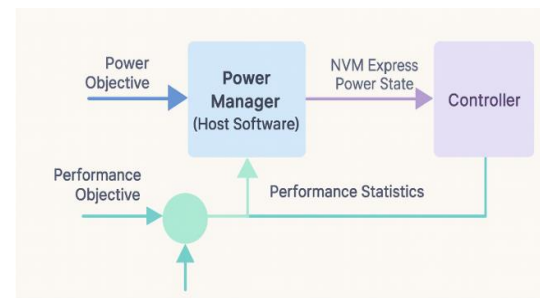 Power
Objective
Power
Manager
(Host Software)
NVM Express
Power State
Controller
Performance
Objective
Performance Statistics